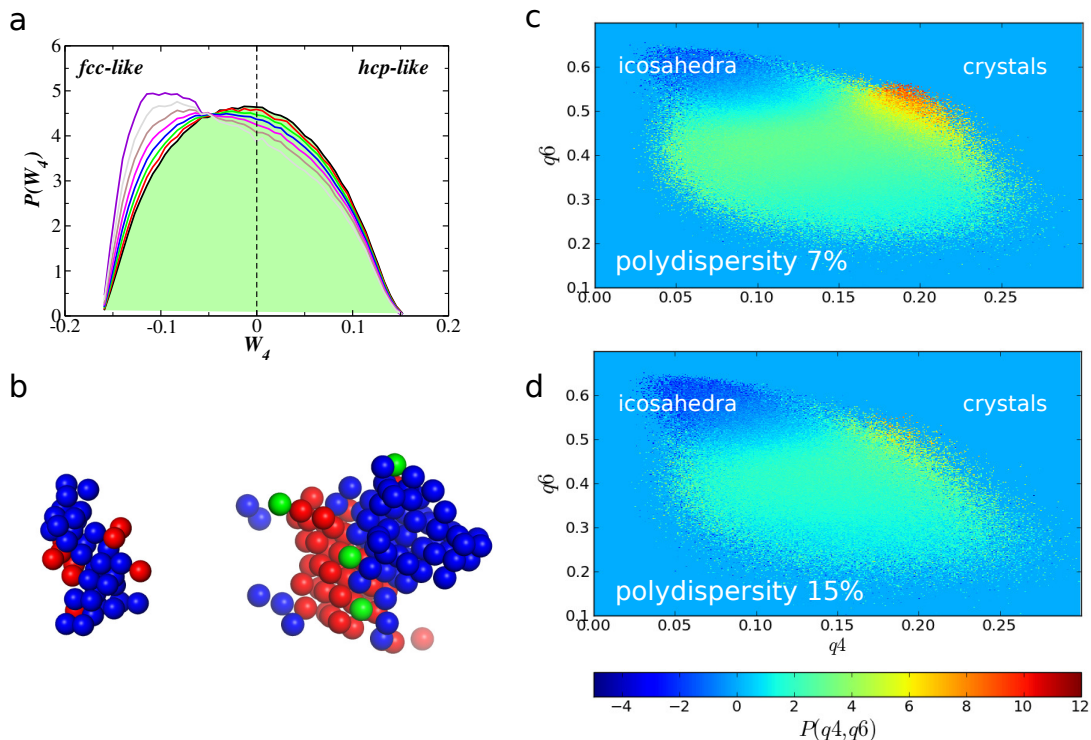 a
fcc-like
hcp-like
6
5
4
3
2
1
0
P(W_4)
-0.2
-0.1
0
0.1
0.2
W_4
b
c
0.6
0.5
0.4
0.3
0.2
0.1
q6
icosahedra
crystals
polydispersity 7%
0.00
0.05
0.10
0.15
0.20
0.25
d
0.6
0.5
0.4
0.3
0.2
0.1
q6
icosahedra
crystals
polydispersity 15%
0.00
0.05
0.10
0.15
0.20
0.25
q4
−4
−2
0
2
4
6
8
10
12
P(q4,q6)